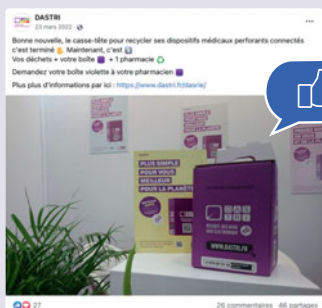 DASTRI
23 mars 2022
Bonne nouvelle, le casse-tête pour recycler ses dispositifs médicaux perforants connectés
c'est terminé 👋 Maintenant, c'est ⤵️
Vos déchets + votre boîte 🟪 + 1 pharmacie ♻️
Demandez votre boîte violette à votre pharmacien 🟪
Plus plus d'informations par ici : https://www.dastri.fr/dasrie/
PLUS SIMPLE
POUR VOUS
MEILLEUR
POUR LA PLANÈTE
DAS
TRI
WWW.DASTRI.FR
27
26 commentaires 46 partages